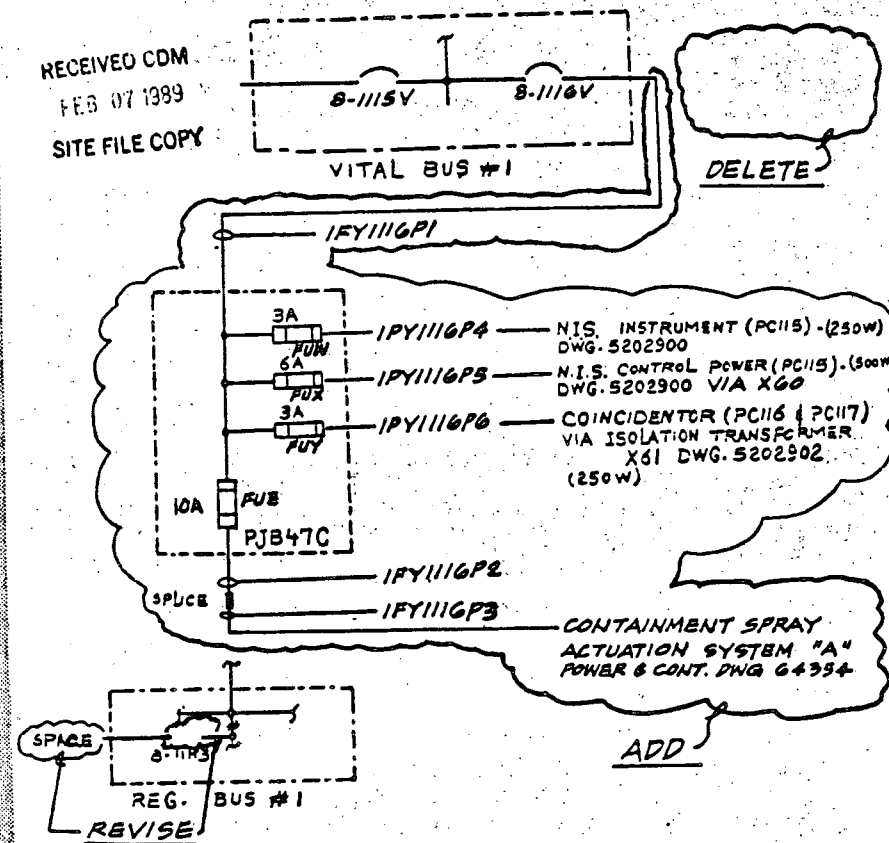 RECEIVED CDM
FEB 07 1989
SITE FILE COPY
8-1115V
8-1116V
VITAL BUS #1
DELETE
1FY1116P1
3A
FUW
1PY1116P4
N.I.S. INSTRUMENT (PC115)-(250W)
DWG. 5202900
6A
FUX
1PY1116P5
N.I.S. CONTROL POWER (PC115)-(500W
DWG. 5202900 VIA X60
3A
FUY
1PY1116P6
COINCIDENTOR (PC116 & PC117)
VIA ISOLATION TRANSFORMER
X61 DWG. 5202902
(250W)
10A
FUZ
PJB47C
1FY1116P2
SPLICE
1FY1116P3
CONTAINMENT SPRAY
ACTUATION SYSTEM "A"
POWER & CONT. DWG 64394
SPACE
REG. BUS #1
ADD
REVISE